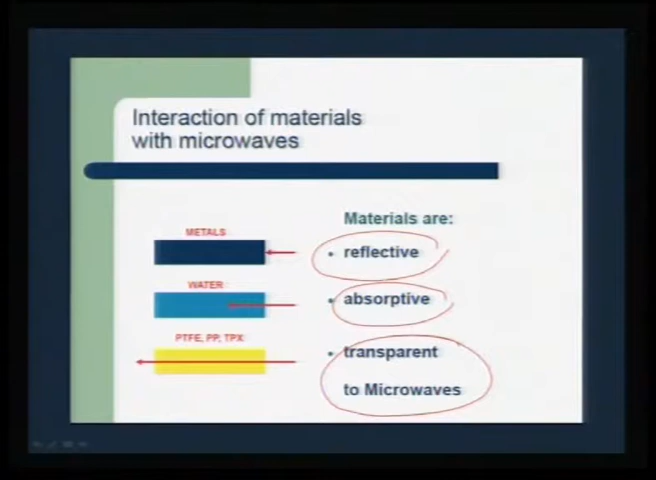 Interaction of materials
with microwaves
Materials are:
METALS
• reflective
WATER
• absorptive
PTFE, PP, TPX
• transparent
to Microwaves